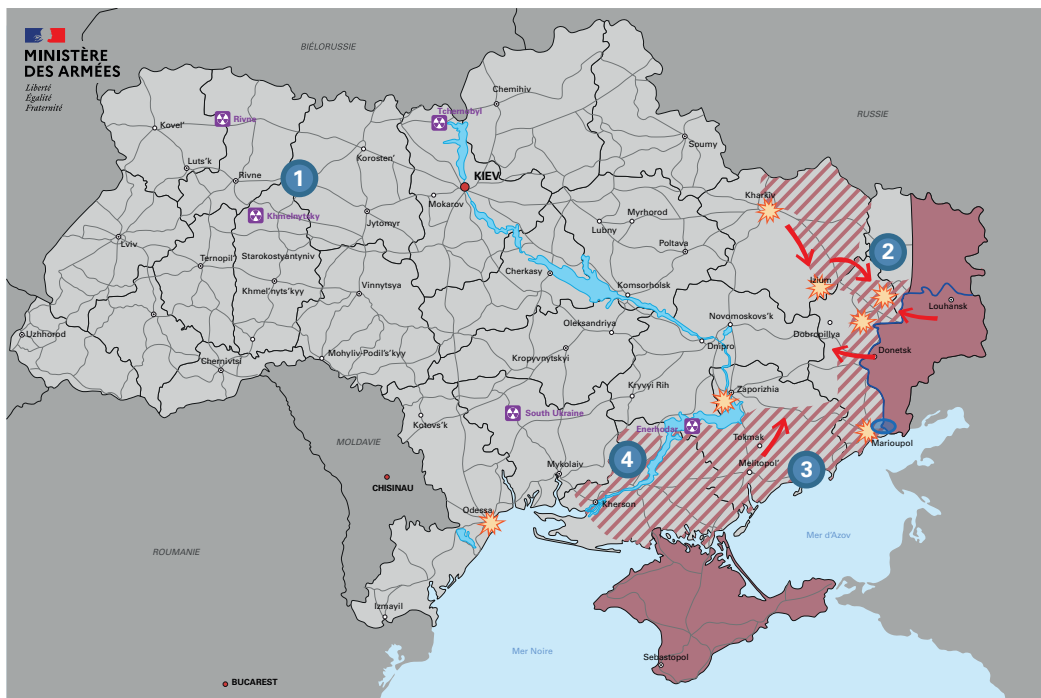 MINISTÈRE
DES ARMÉES
Liberté
Égalité
Fraternité
BIÉLORUSSIE
RUSSIE
Chernihiv
Tchernobyl
Rivne
Kovel'
Soumy
Korosten'
Luts'k
Rivne
1
KIEV
Kharkiv
Mokarov
Khmelnytsky
Jytomyr
Myrhorod
Lubny
Lviv
Poltava
Starokostyantyniv
Ternopil'
2
Cherkasy
Izium
Khmel'nyts'kyy
Vinnytsya
Komsorholsk
Louhansk
Novomoskovs'k
Oleksandriya
Dobropillya
Uzhhorod
Dnipro
Donetsk
Mohyliv-Podil's'kyy
Kropyvnytskyi
Chernivtsi
Kryvyi Rih
Zaporizhia
South Ukraine
Kotovs'k
Enerhodar
Tokmak
Marioupol
MOLDAVIE
4
Melitopol'
3
Mykolaiv
CHISINAU
Kherson
Odessa
Mer d'Azov
ROUMANIE
Izmayil
Mer Noire
Sebastopol
BUCAREST